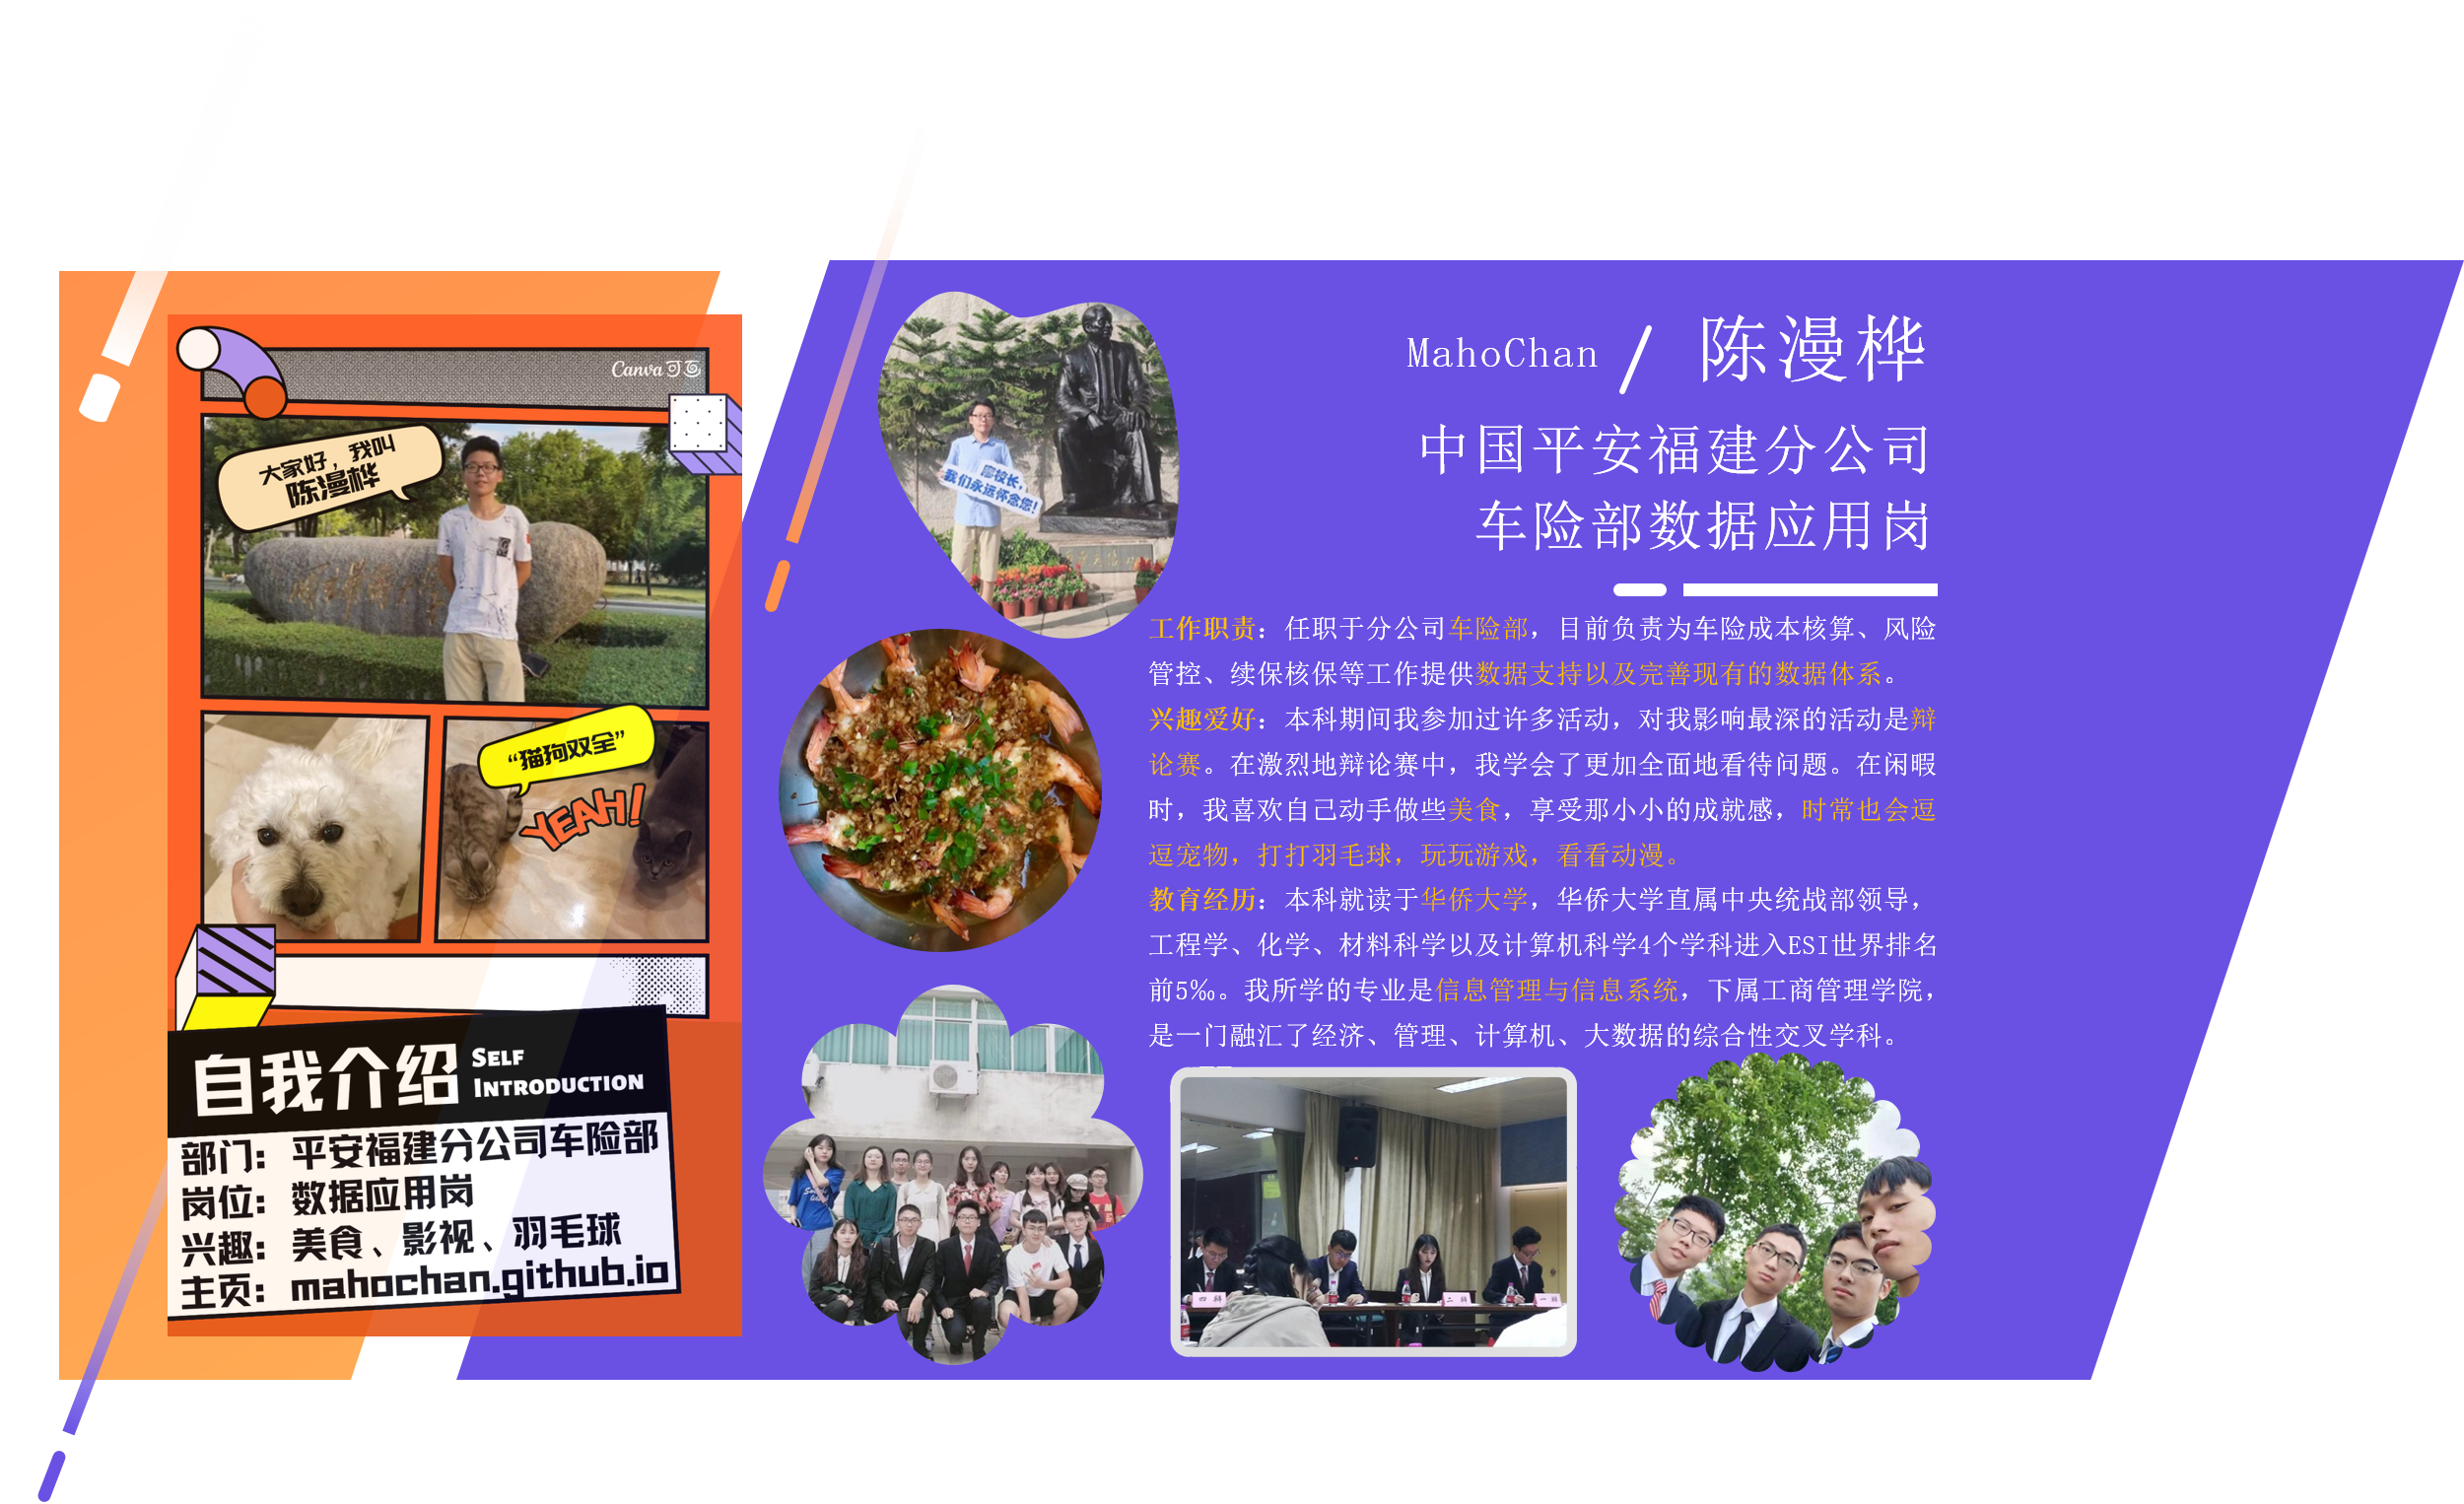 Canva可画
大家好，我叫
陈漫桦
“猫狗双全”
YEAH!
自我介绍
SELF
INTRODUCTION
部门：平安福建分公司车险部
岗位：数据应用岗
兴趣：美食、影视、羽毛球
主页：mahochan.github.io
廖校长，
我们永远怀念您！
MahoChan / 陈漫桦
中国平安福建分公司
车险部数据应用岗
工作职责：任职于分公司车险部，目前负责为车险成本核算、风险
管控、续保核保等工作提供数据支持以及完善现有的数据体系。
兴趣爱好：本科期间我参加过许多活动，对我影响最深的活动是辩
论赛。在激烈地辩论赛中，我学会了更加全面地看待问题。在闲暇
时，我喜欢自己动手做些美食，享受那小小的成就感，时常也会逗
逗宠物，打打羽毛球，玩玩游戏，看看动漫。
教育经历：本科就读于华侨大学，华侨大学直属中央统战部领导，
工程学、化学、材料科学以及计算机科学4个学科进入ESI世界排名
前5‰。我所学的专业是信息管理与信息系统，下属工商管理学院，
是一门融汇了经济、管理、计算机、大数据的综合性交叉学科。
四 辩
二 辩
一 辩